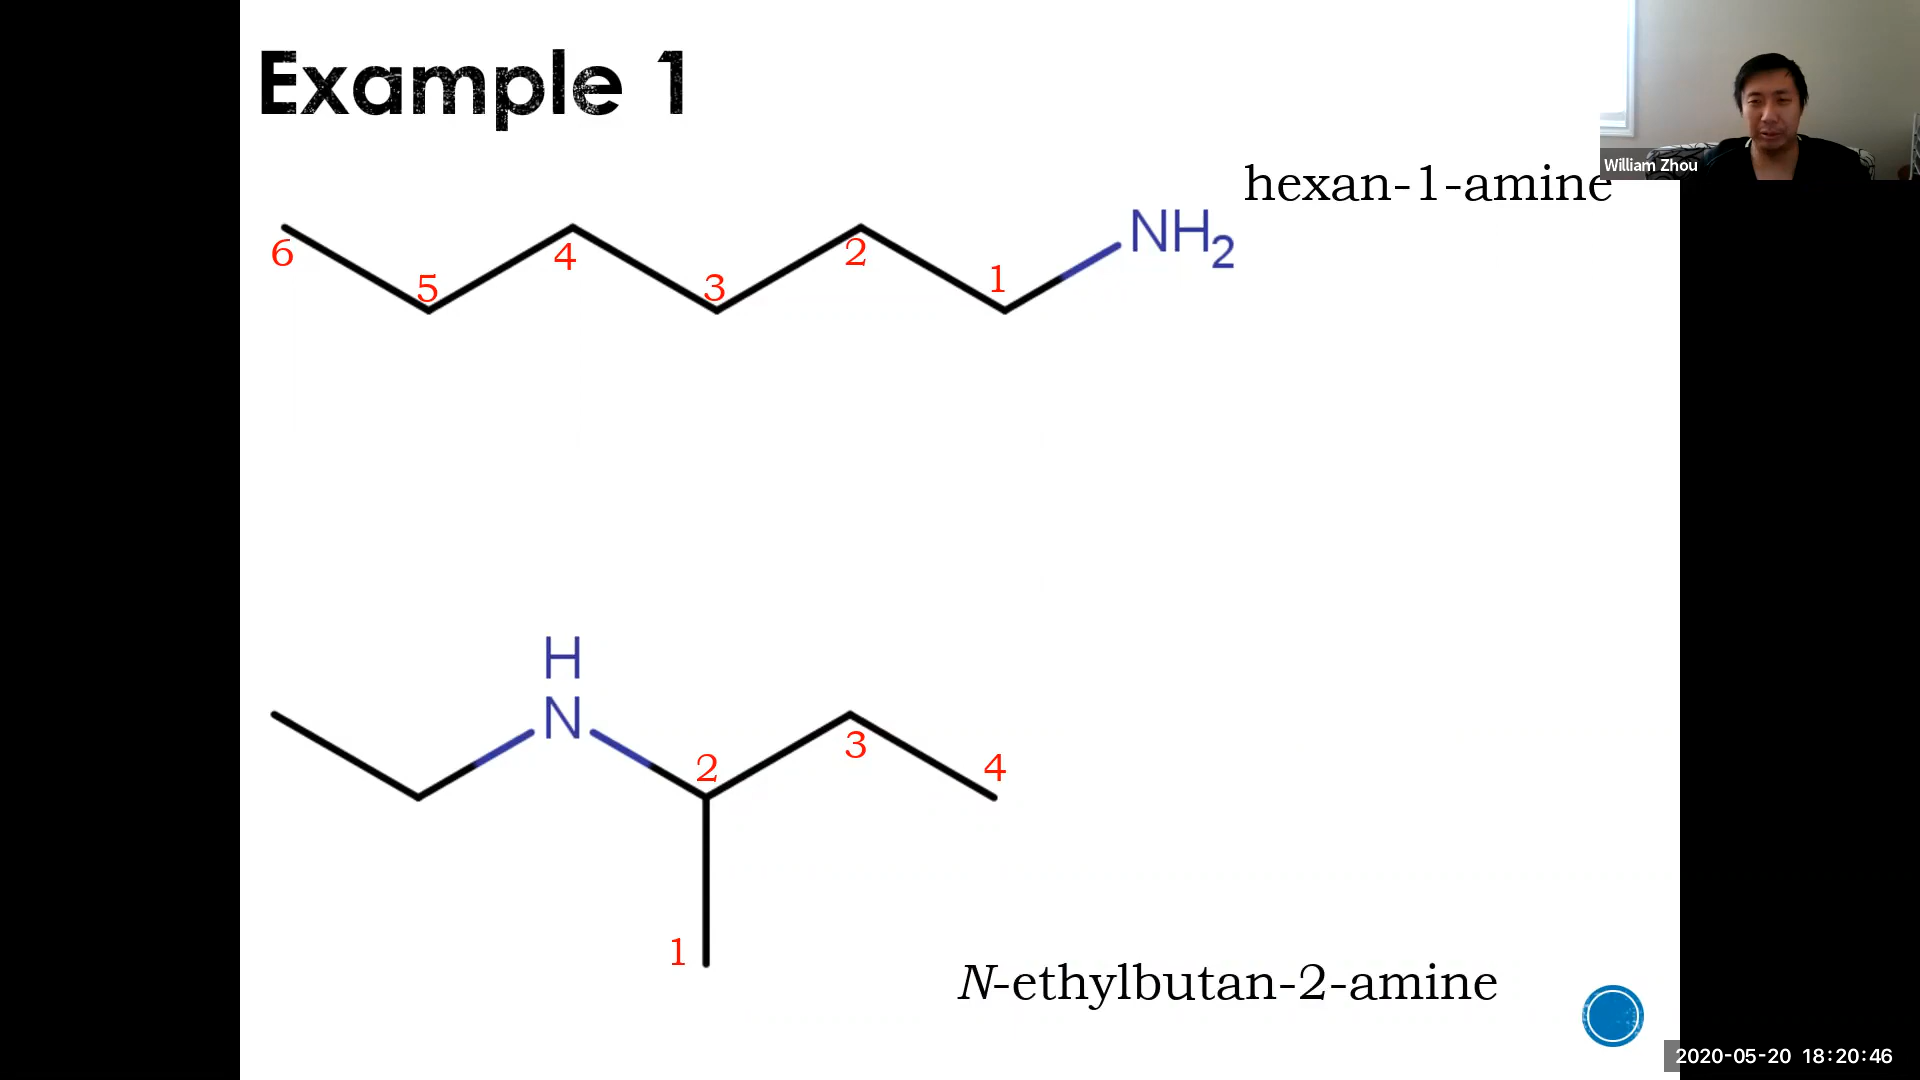 Example 1
William Zhou
hexan-1-amine
NH2
6 5 4 3 2 1
H
N
2 3 4
1
N-ethylbutan-2-amine
2020-05-20 18:20:46